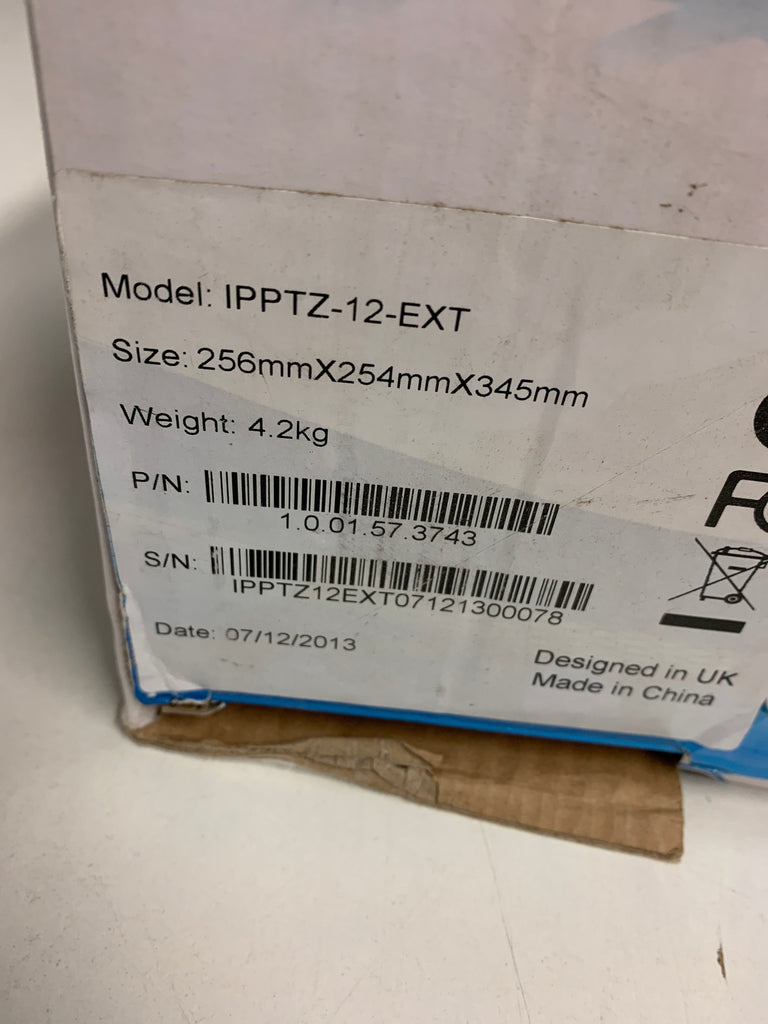 Model: IPPTZ-12-EXT
Size: 256mmX254mmX345mm
Weight: 4.2kg
P/N:
1.0.01.57.3743
S/N:
IPPTZ12EXT07121300078
Date: 07/12/2013
Designed in UK
Made in China